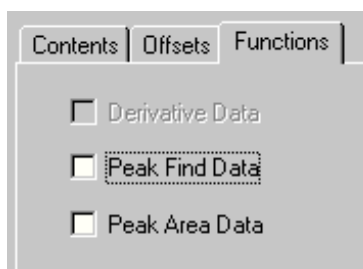 Contents Offsets Functions
Derivative Data
Peak Find Data
Peak Area Data